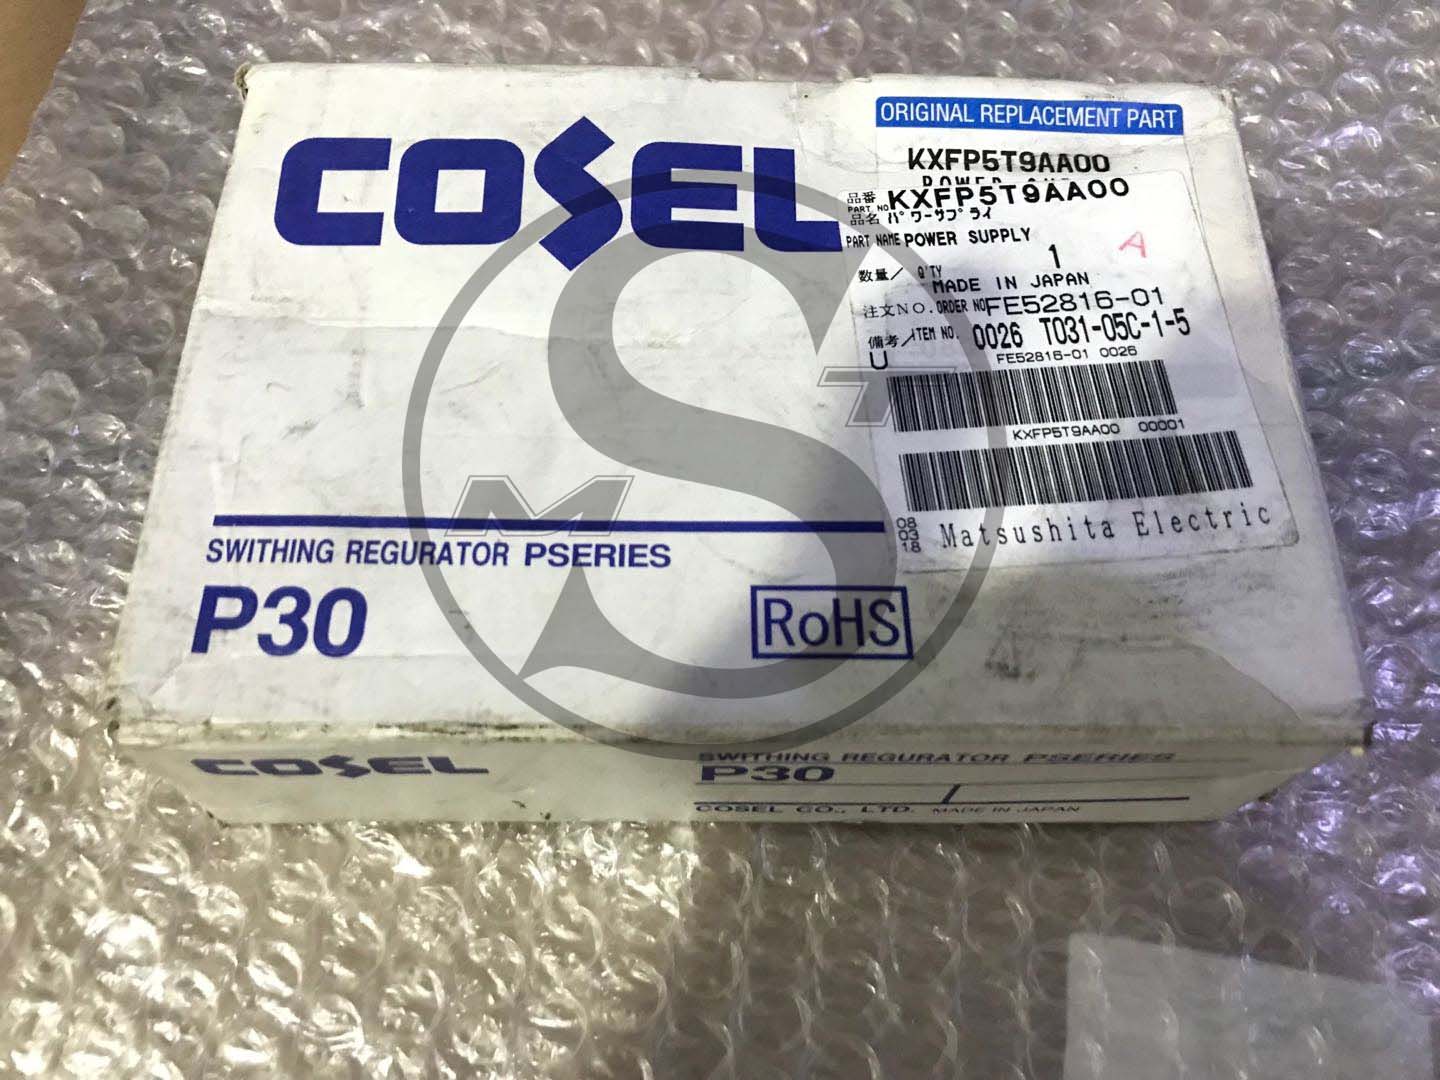 COSEL
ORIGINAL REPLACEMENT PART
KXFP5T9AA00
品番 PART NO KXFP5T9AA00
品名 パワーサプライ
PART NAME POWER SUPPLY
数量/Q'TY 1
A
MADE IN JAPAN
注文NO. ORDER NO FE52816-01
備考/ITEM NO. 0026 T031-05C-1-5
U
FE52816-01 0026
KXFP5T9AA00 00001
08
03
18
Matsushita Electric
SWITHING REGURATOR PSERIES
P30
RoHS
COSEL
SWITHING REGURATOR PSERIES
P30
COSEL CO., LTD. MADE IN JAPAN
S
M
T